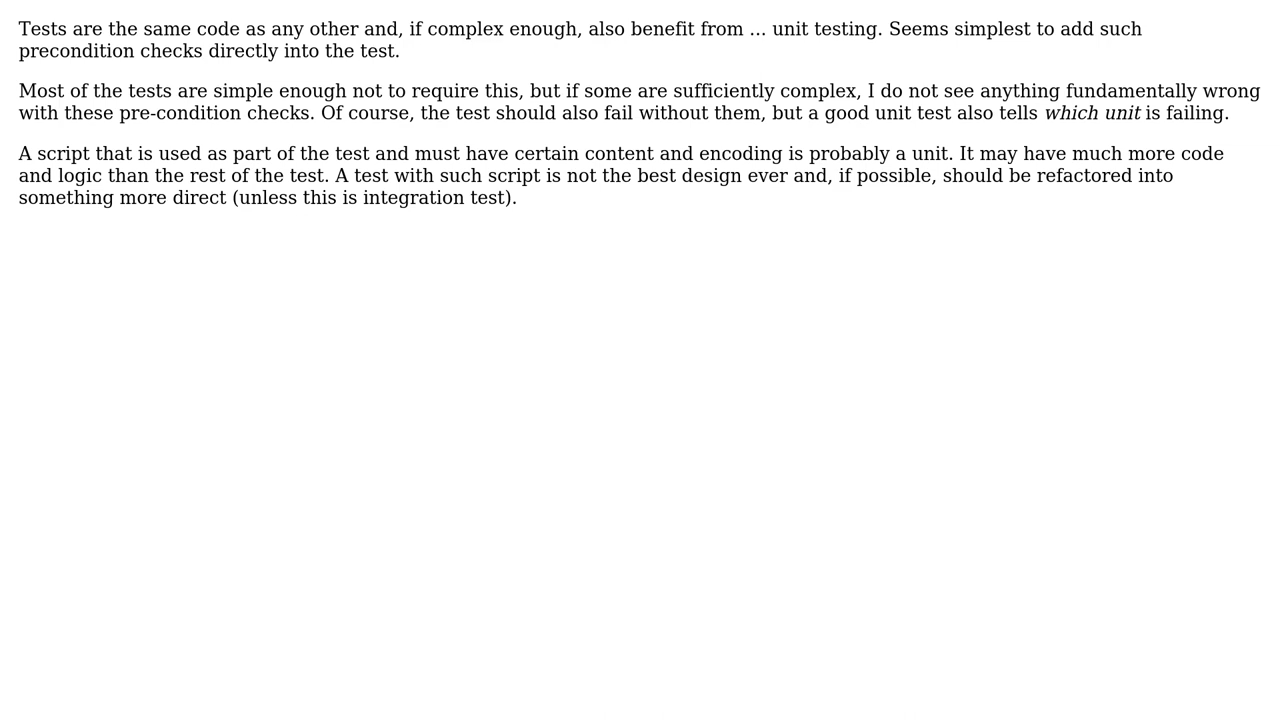 Tests are the same code as any other and, if complex enough, also benefit from ... unit testing. Seems simplest to add such
precondition checks directly into the test.
Most of the tests are simple enough not to require this, but if some are sufficiently complex, I do not see anything fundamentally wrong
with these pre-condition checks. Of course, the test should also fail without them, but a good unit test also tells which unit is failing.
A script that is used as part of the test and must have certain content and encoding is probably a unit. It may have much more code
and logic than the rest of the test. A test with such script is not the best design ever and, if possible, should be refactored into
something more direct (unless this is integration test).